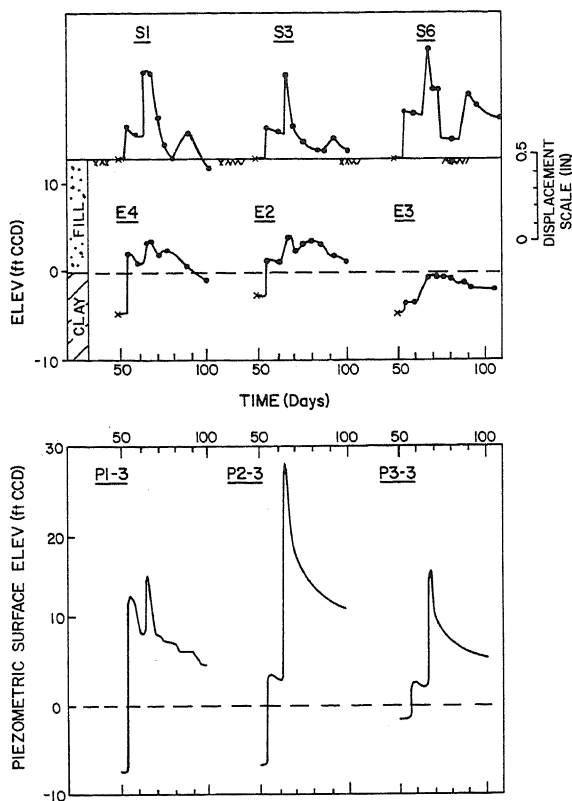 S1 S3 S6
10
0
-10
ELEV (ft CCD)
FILL
CLAY
0.5
0
DISPLACEMENT
SCALE (IN)
E4 E2 E3
50 100 50 100 50 100
TIME (Days)
50 100 50 100 50 100
30
20
10
0
-10
PIEZOMETRIC SURFACE ELEV (ft CCD)
P1-3 P2-3 P3-3